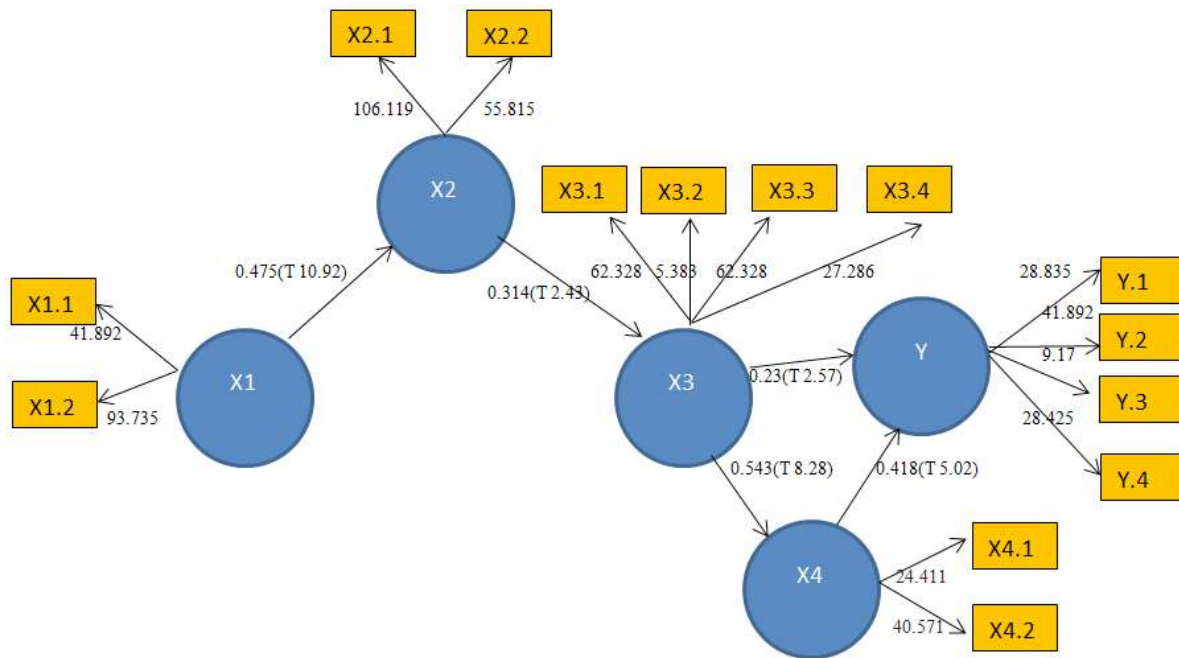 X2.1
X2.2
106.119
55.815
X2
X3.1
X3.2
X3.3
X3.4
0.475(T 10.92)
62.328
5.383
62.328
27.286
0.314(T 2.43)
X1.1
41.892
X1.2
93.735
X1
X3
Y
28.835
41.892
9.17
28.425
Y.1
Y.2
Y.3
Y.4
0.23(T 2.57)
0.543(T 8.28)
0.418(T 5.02)
X4
X4.1
24.411
40.571
X4.2